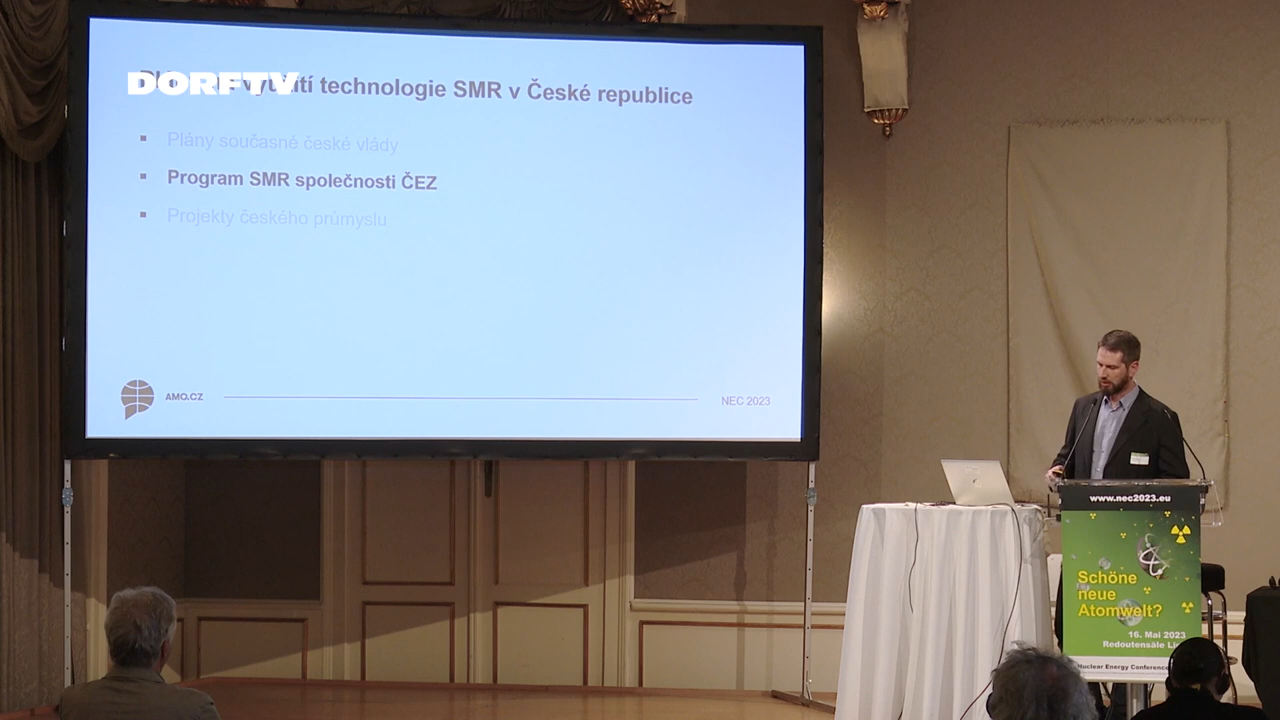 DORFTV
využití technologie SMR v České republice
Plány současné české vlády
Program SMR společnosti ČEZ
Projekty českého průmyslu
AMO.CZ
NEC 2023
www.nec2023.eu
Schöne
neue
Atomwelt?
16. Mai 2023
Redoutensäle Li
Nuclear Energy Conference